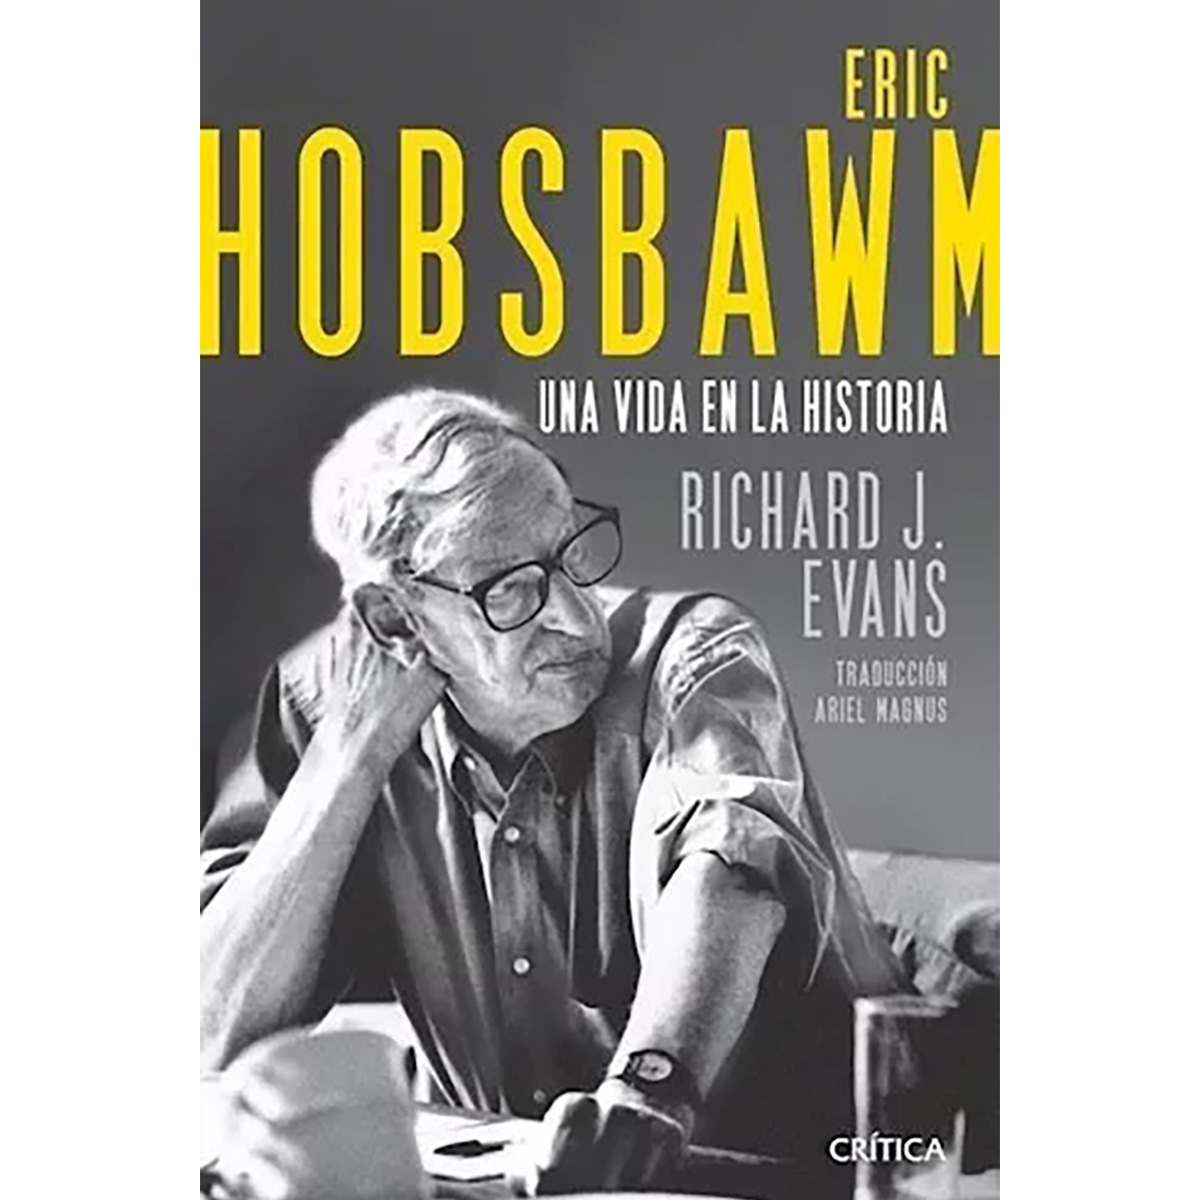 ERIC
HOBSBAWM
UNA VIDA EN LA HISTORIA
RICHARD J.
EVANS
TRADUCCIÓN
ARIEL MAGNUS
CRÍTICA